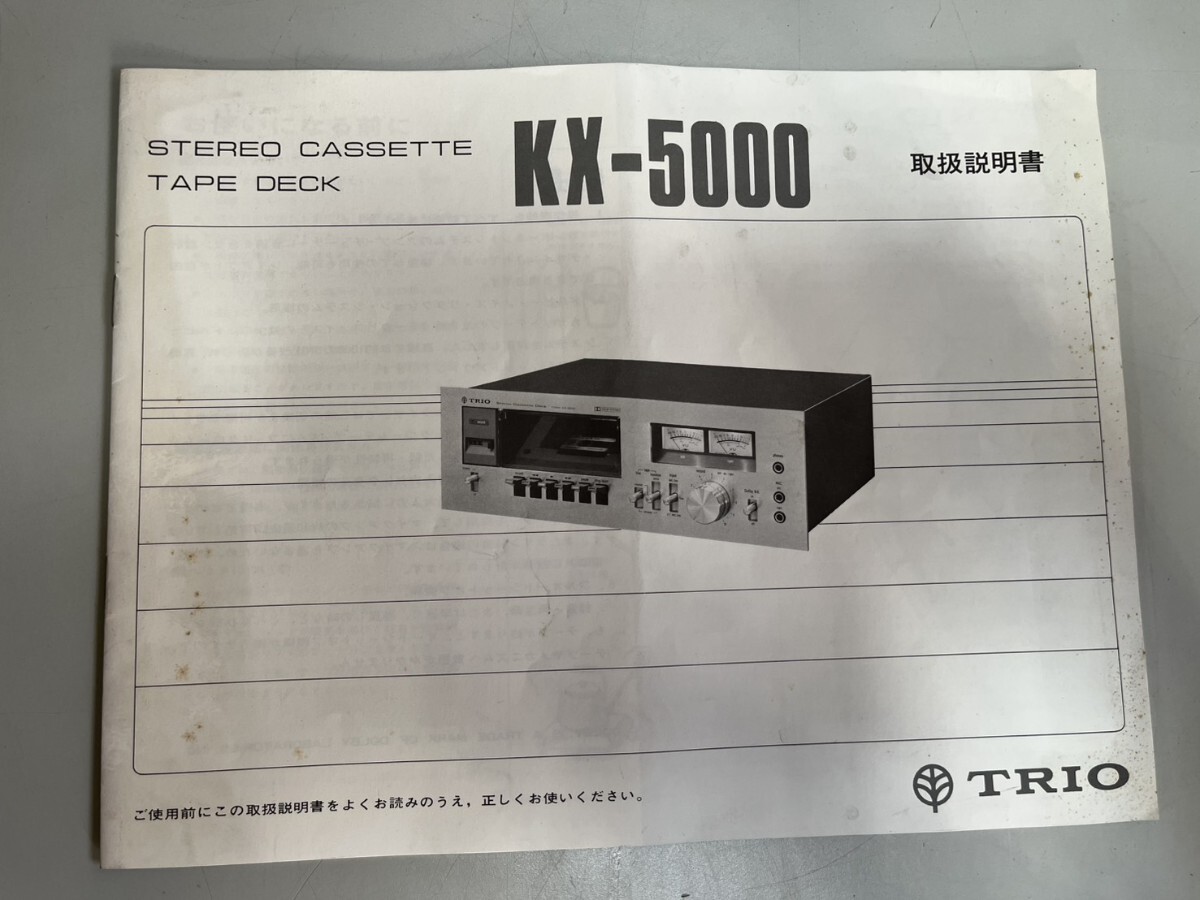 STEREO CASSETTE
TAPE DECK
KX-5000
取扱説明書
TRIO
ご使用前にこの取扱説明書をよくお読みのうえ，正しくお使いください。
TRIO